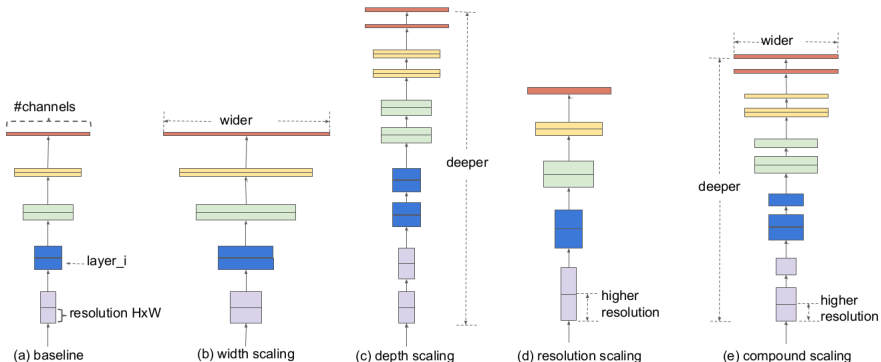 #channels
layer_i
resolution HxW
(a) baseline
wider
(b) width scaling
deeper
(c) depth scaling
higher
resolution
(d) resolution scaling
wider
deeper
higher
resolution
(e) compound scaling